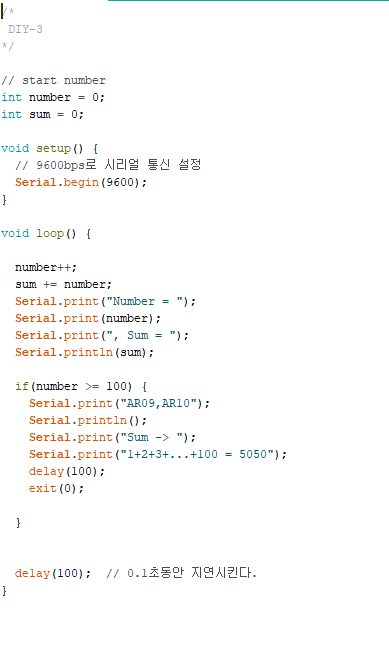 /*
DIY-3
*/
// start number
int number = 0;
int sum = 0;
void setup() {
// 9600bps로 시리얼 통신 설정
Serial.begin(9600);
}
void loop() {
number++;
sum += number;
Serial.print("Number = ");
Serial.print(number);
Serial.print(", Sum = ");
Serial.println(sum);
if(number >= 100) {
Serial.print("AR09,AR10");
Serial.println();
Serial.print("Sum -> ");
Serial.print("1+2+3+...+100 = 5050");
delay(100);
exit(0);
}
delay(100);  // 0.1초동안 지연시킨다.
}